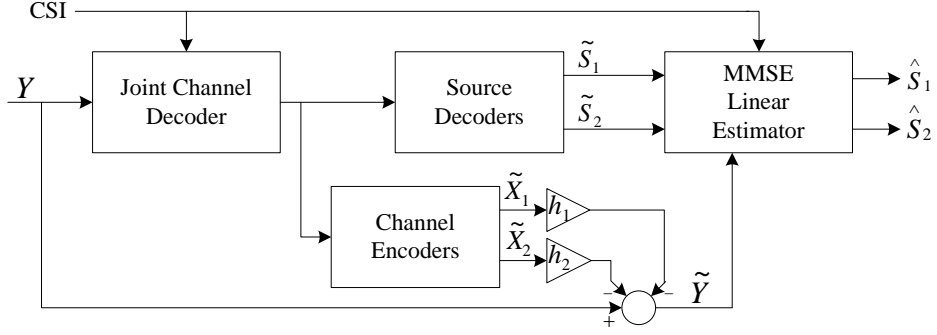 CSI
Y
Joint Channel
Decoder
Source
Decoders
S̃₁
S̃₂
MMSE
Linear
Estimator
Ŝ₁
Ŝ₂
Channel
Encoders
X̃₁
X̃₂
h₁
h₂
−
−
+
Ỹ